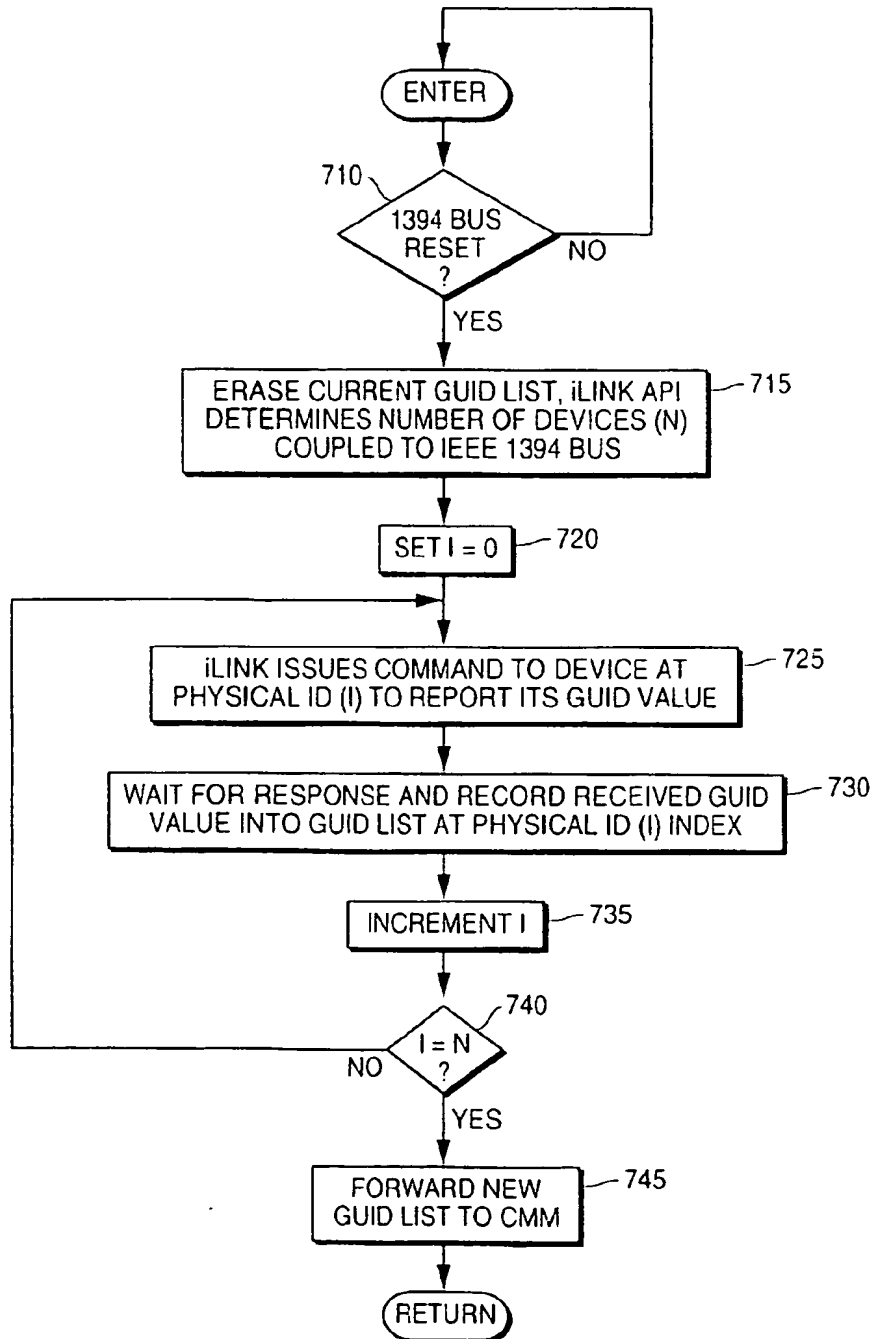 ENTER
710
1394 BUS
RESET
?
NO
YES
ERASE CURRENT GUID LIST, iLINK API
DETERMINES NUMBER OF DEVICES (N)
COUPLED TO IEEE 1394 BUS
715
SET I = 0
720
iLINK ISSUES COMMAND TO DEVICE AT
PHYSICAL ID (I) TO REPORT ITS GUID VALUE
725
WAIT FOR RESPONSE AND RECORD RECEIVED GUID
VALUE INTO GUID LIST AT PHYSICAL ID (I) INDEX
730
INCREMENT I
735
740
I = N
?
NO
YES
FORWARD NEW
GUID LIST TO CMM
745
RETURN